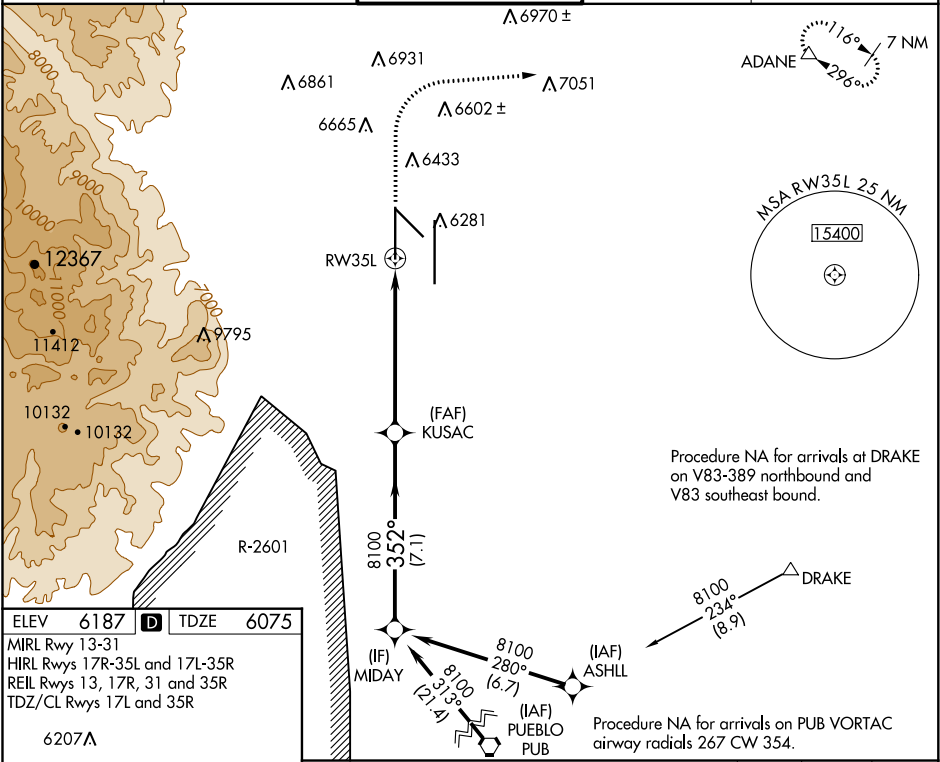 6970 ±
8000
6931
116°
7 NM
ADANE
296°
6861
7051
6602 ±
6665
9000
6433
MSA RW35L 25 NM
10000
6281
15400
12367
RW35L
11000
7000
9795
11412
10132
10132
(FAF)
KUSAC
Procedure NA for arrivals at DRAKE
on V83-389 northbound and
V83 southeast bound.
R-2601
8100
352°
(7.1)
DRAKE
8100
234°
(8.9)
ELEV 6187 D TDZE 6075
MIRL Rwy 13-31
HIRL Rwys 17R-35L and 17L-35R
REIL Rwys 13, 17R, 31 and 35R
TDZ/CL Rwys 17L and 35R
6207
(IF)
MIDAY
8100
280°
(6.7)
(IAF)
ASHLL
8100
313°
(21.4)
(IAF)
PUEBLO
PUB
Procedure NA for arrivals on PUB VORTAC
airway radials 267 CW 354.